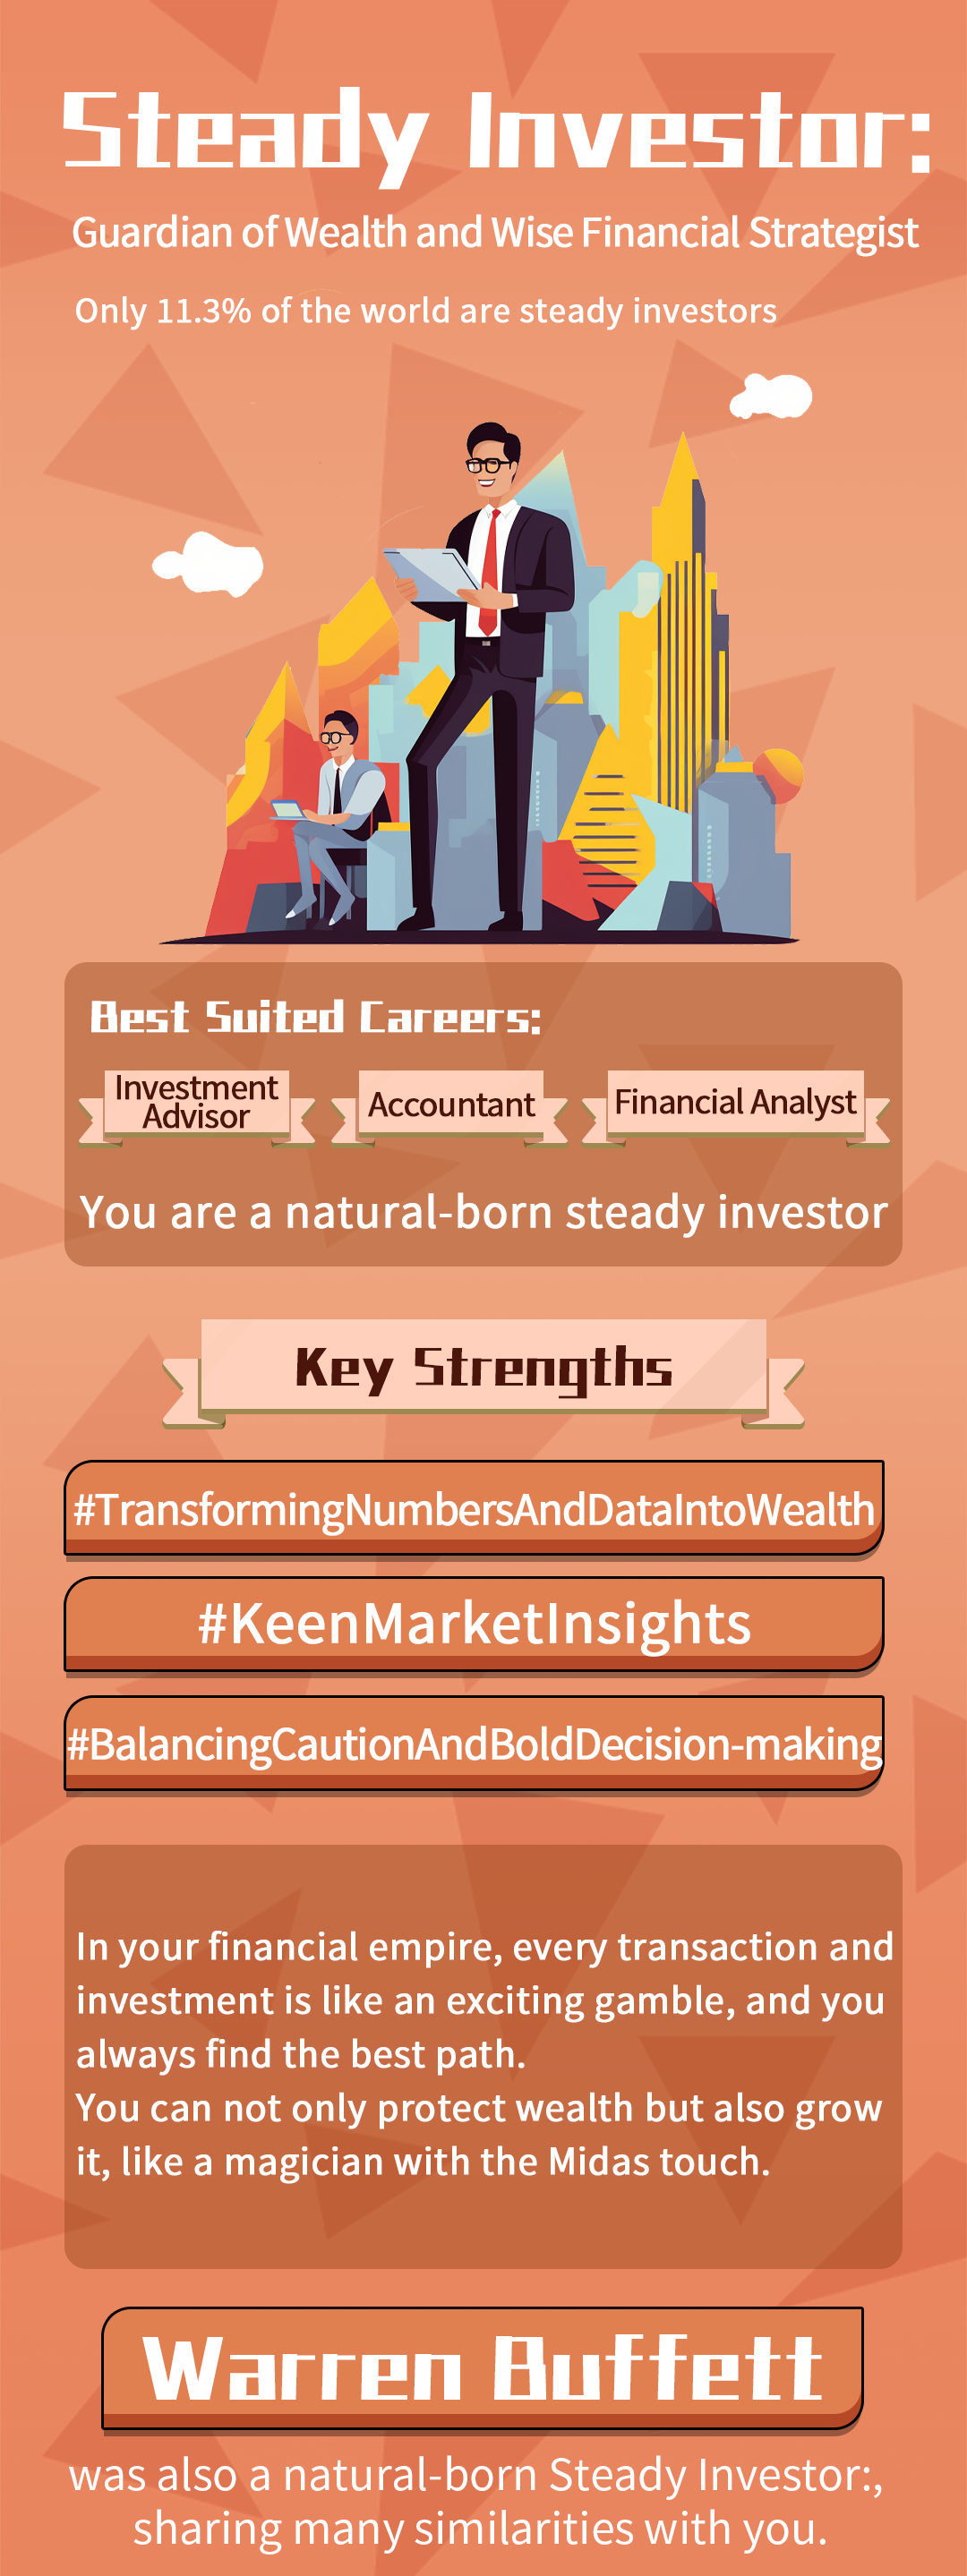 Steady Investor:
Guardian of Wealth and Wise Financial Strategist
Only 11.3% of the world are steady investors
Best Suited Careers:
Investment
Advisor
Accountant
Financial Analyst
You are a natural-born steady investor
Key Strengths
#TransformingNumbersAndDataIntoWealth
#KeenMarketInsights
#BalancingCautionAndBoldDecision-making
In your financial empire, every transaction and
investment is like an exciting gamble, and you
always find the best path.
You can not only protect wealth but also grow
it, like a magician with the Midas touch.
Warren Buffett
was also a natural-born Steady Investor:,
sharing many similarities with you.